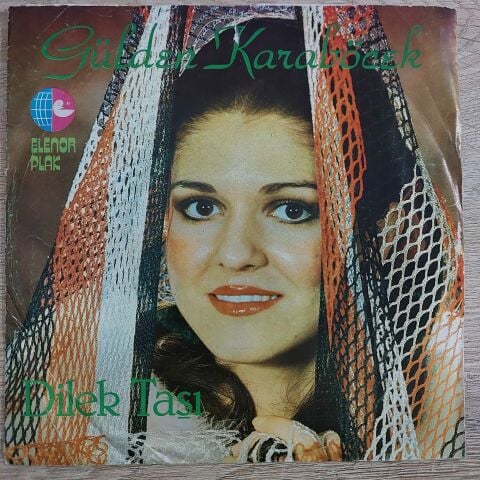 Gülden Karaböcek
ELENOR
PLAK
Dilek Taşı